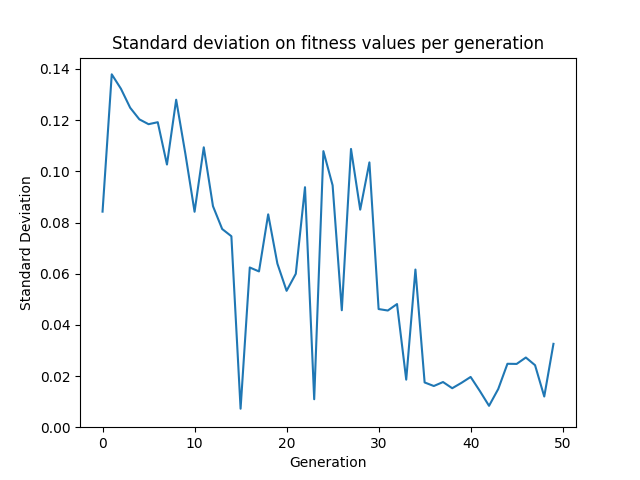 Standard deviation on fitness values per generation
0.14
0.12
0.10
0.08
0.06
0.04
0.02
0.00
Standard Deviation
0 10 20 30 40 50
Generation